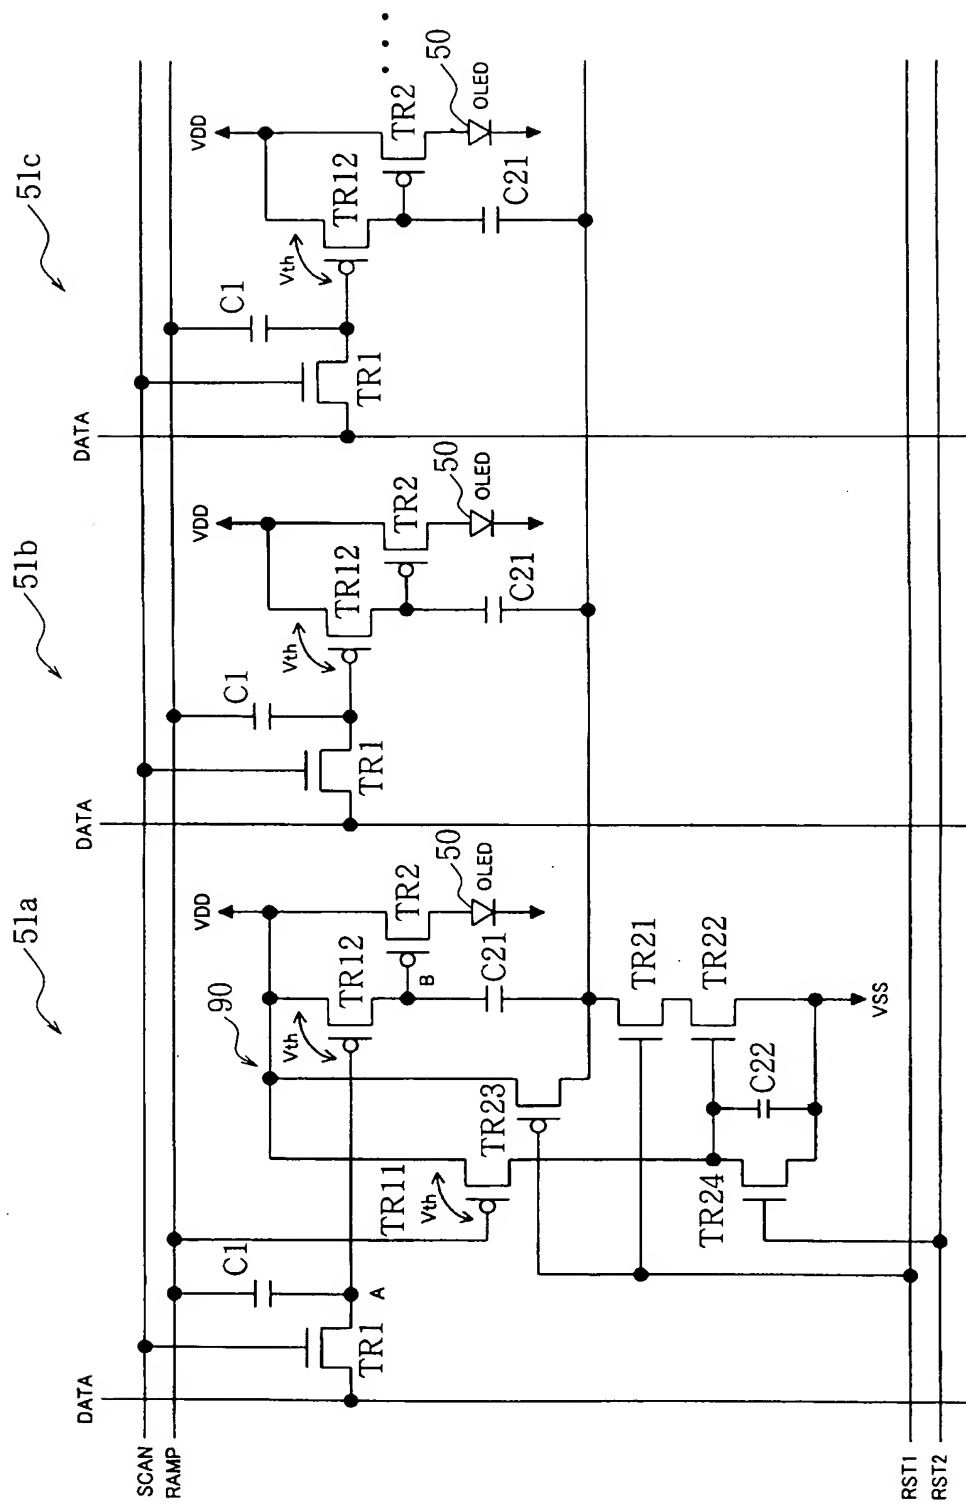 51a
51b
51c
SCAN
RAMP
DATA
DATA
DATA
VDD
VDD
VDD
90
C1
C1
C1
TR1
TR1
TR1
A
Vth
Vth
Vth
TR12
TR12
TR12
TR11
Vth
TR23
B
TR2
TR2
TR2
50
50
50
OLED
OLED
OLED
C21
C21
C21
TR21
TR22
TR24
C22
VSS
RST1
RST2
• • •